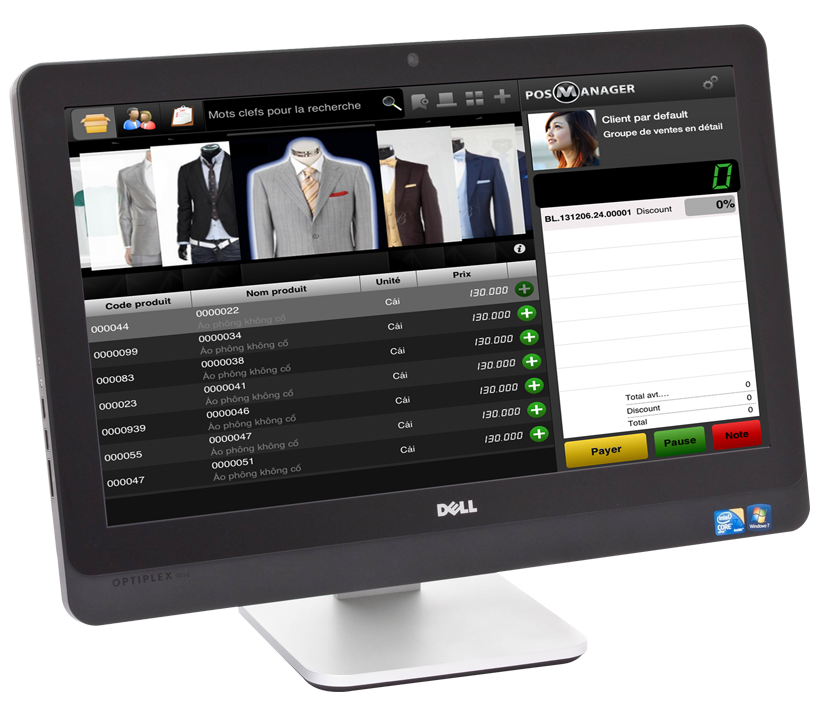 Mots clefs pour la recherche
POS MANAGER
Client par default
Groupe de ventes en détail
0
BL.131206.24.00001 Discount 0%
Code produit Nom produit Unité Prix
000044 0000022 Cái 130.000
Áo phông không cổ
0000099 0000034 Cái 130.000
Áo phông không cổ
000083 0000038 Cái 130.000
Áo phông không cổ
000023 0000041 Cái 130.000
Áo phông không cổ
0000939 0000046 Cái 130.000
Áo phông không cổ
000055 0000047 Cái 130.000
Áo phông không cổ
000047 0000051 Cái 130.000
Áo phông không cổ
Total avt.... 0
Discount 0
Total 0
Payer Pause Note
DELL
intel
CORE
Windows 7
OPTIPLEX